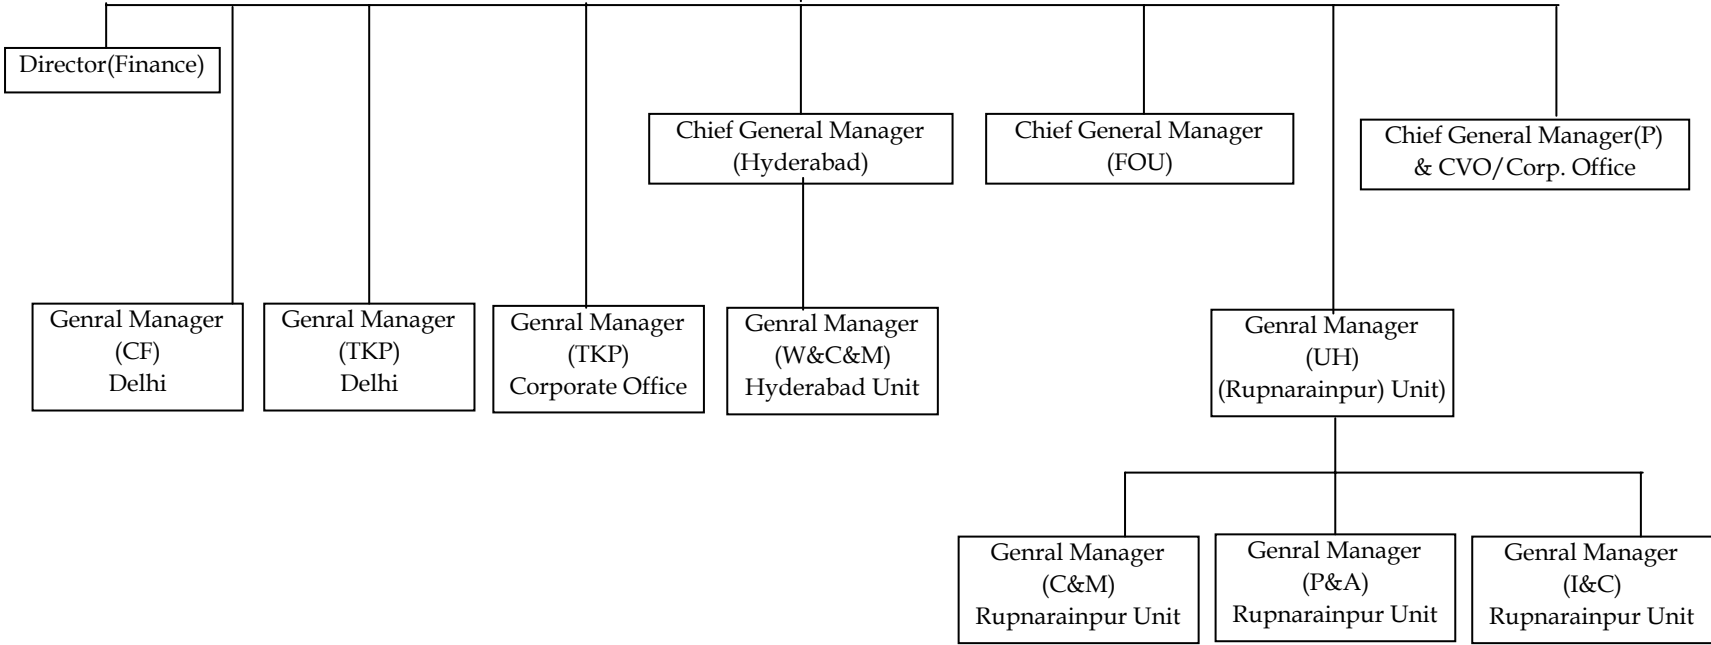 Director(Finance)
Chief General Manager
(Hyderabad)
Chief General Manager
(FOU)
Chief General Manager(P)
& CVO/Corp. Office
Genral Manager
(CF)
Delhi
Genral Manager
(TKP)
Delhi
Genral Manager
(TKP)
Corporate Office
Genral Manager
(W&C&M)
Hyderabad Unit
Genral Manager
(UH)
(Rupnarainpur) Unit)
Genral Manager
(C&M)
Rupnarainpur Unit
Genral Manager
(P&A)
Rupnarainpur Unit
Genral Manager
(I&C)
Rupnarainpur Unit